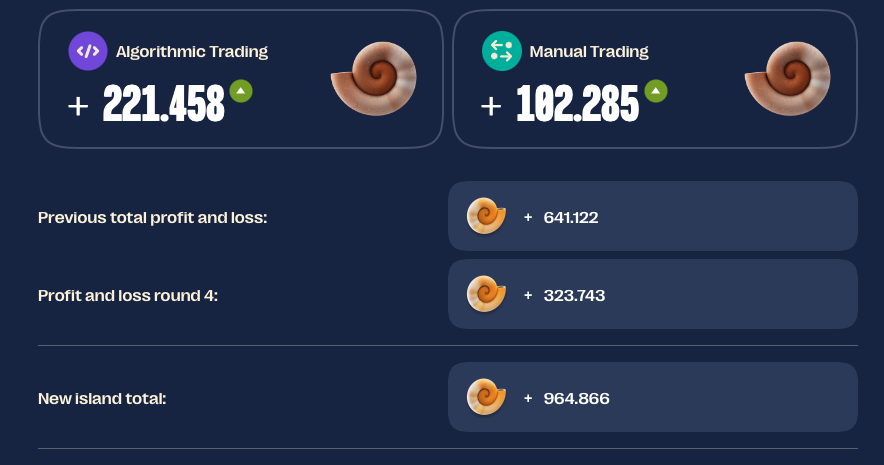 Algorithmic Trading
+ 221.458
Manual Trading
+ 102.285
Previous total profit and loss:
+ 641.122
Profit and loss round 4:
+ 323.743
New island total:
+ 964.866